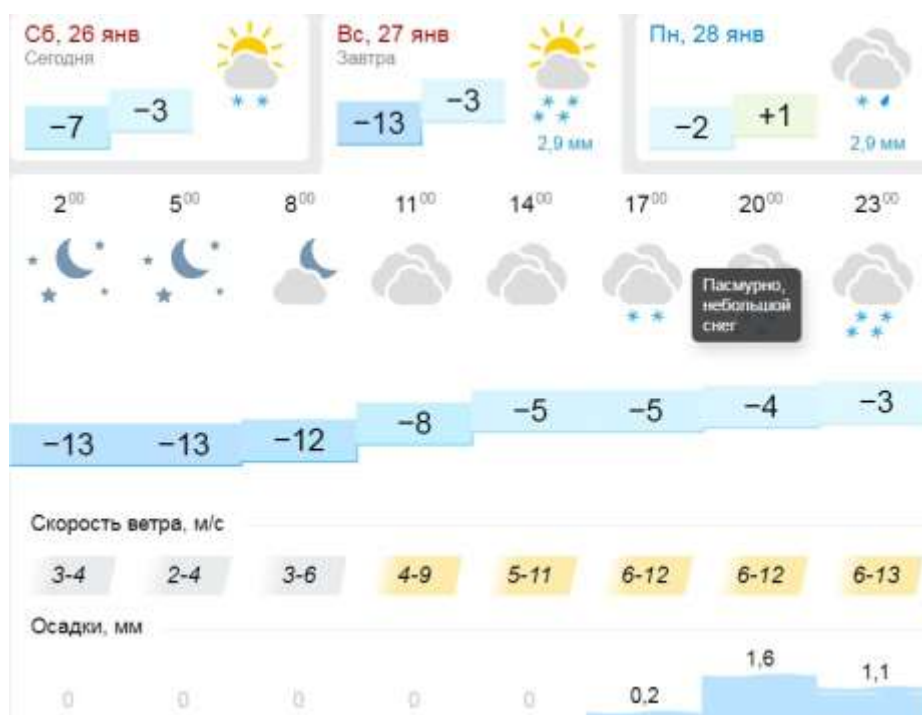 Сб, 26 янв
Сегодня
−7 −3
Вс, 27 янв
Завтра
−13 −3
2,9 мм
Пн, 28 янв
−2 +1
2,9 мм
2⁰⁰ 5⁰⁰ 8⁰⁰ 11⁰⁰ 14⁰⁰ 17⁰⁰ 20⁰⁰ 23⁰⁰
Пасмурно,
небольшой
снег
−13 −13 −12 −8 −5 −5 −4 −3
Скорость ветра, м/с
3-4 2-4 3-6 4-9 5-11 6-12 6-12 6-13
Осадки, мм
0 0 0 0 0 0,2 1,6 1,1